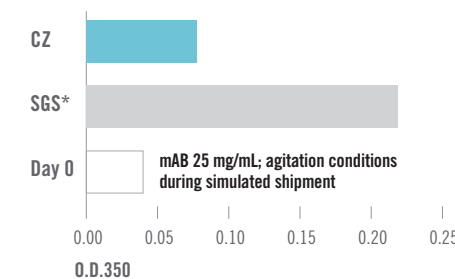 CZ
SGS*
Day 0
mAB 25 mg/mL; agitation conditions
during simulated shipment
0.00 0.05 0.10 0.15 0.20 0.25
O.D.350